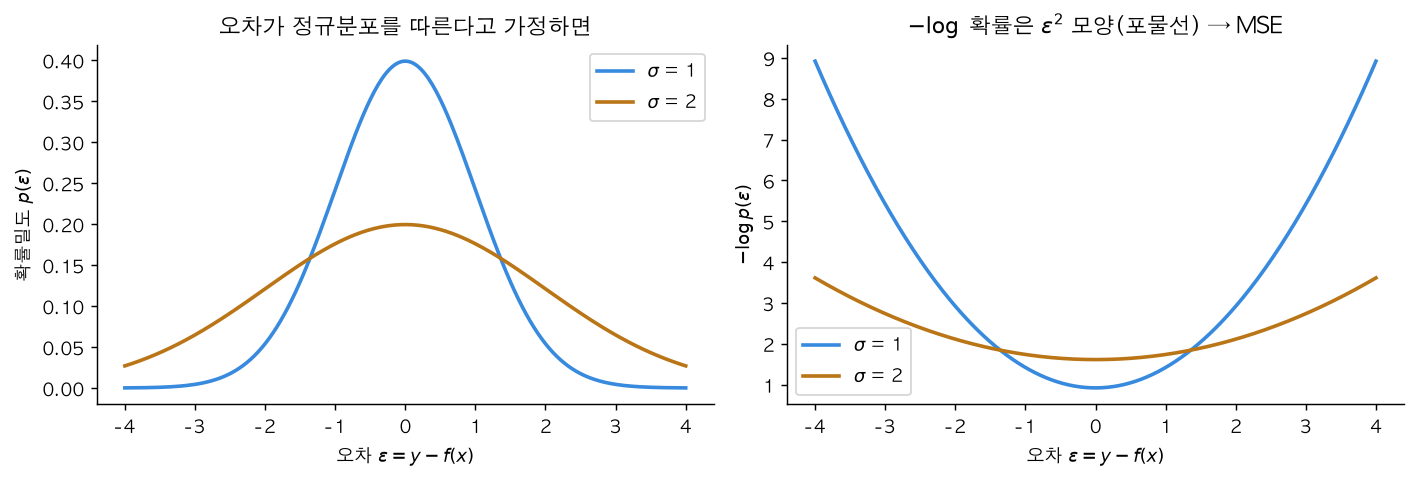 오차가 정규분포를 따른다고 가정하면
확률밀도 p(ε)
0.40
0.35
0.30
0.25
0.20
0.15
0.10
0.05
0.00
σ = 1
σ = 2
-4 -3 -2 -1 0 1 2 3 4
오차 ε = y − f(x)
−log 확률은 ε² 모양(포물선) → MSE
−log p(ε)
9
8
7
6
5
4
3
2
1
σ = 1
σ = 2
-4 -3 -2 -1 0 1 2 3 4
오차 ε = y − f(x)